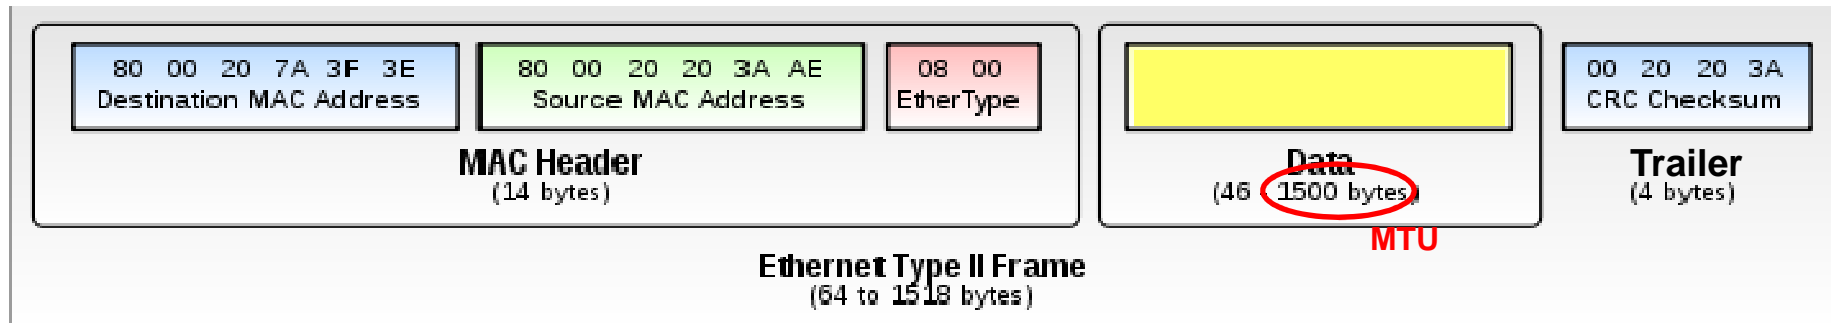 80 00 20 7A 3F 3E
Destination MAC Address
80 00 20 20 3A AE
Source MAC Address
08 00
EtherType
MAC Header
(14 bytes)
Data
(46 - 1500 bytes)
MTU
00 20 20 3A
CRC Checksum
Trailer
(4 bytes)
Ethernet Type II Frame
(64 to 1518 bytes)